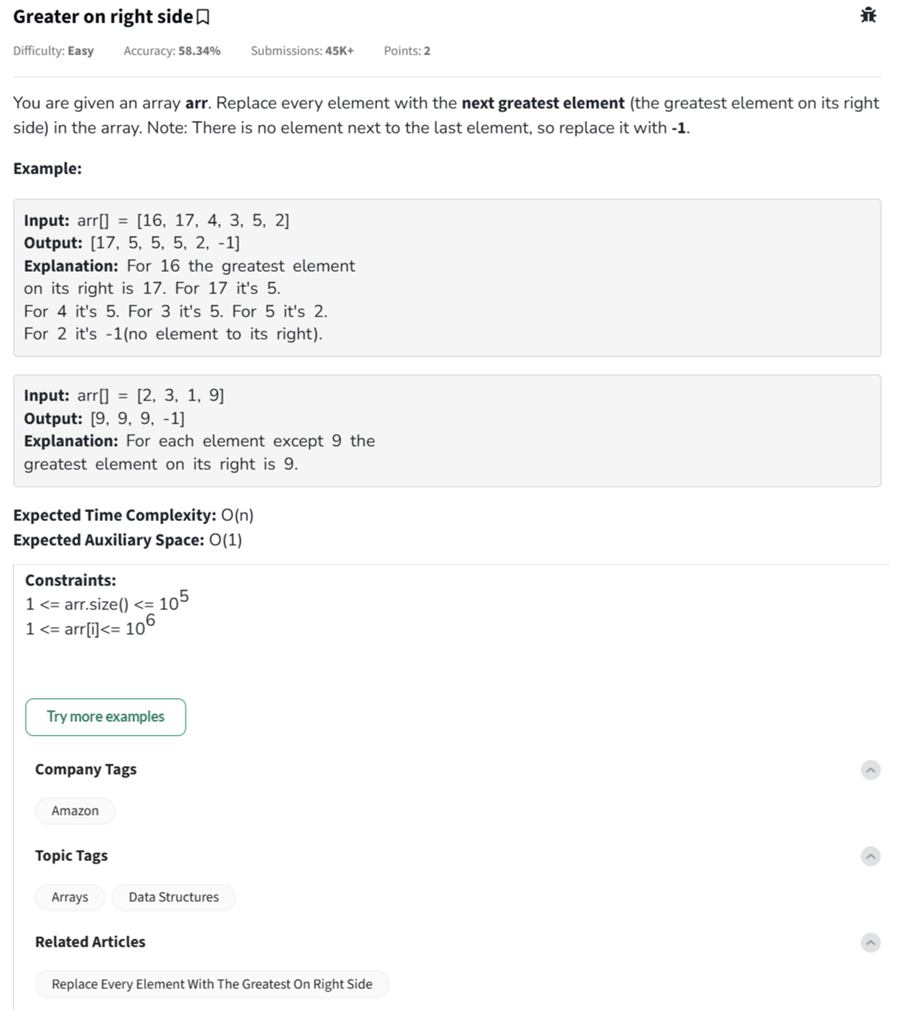 Greater on right side
Difficulty: Easy Accuracy: 58.34% Submissions: 45K+ Points: 2
You are given an array arr. Replace every element with the next greatest element (the greatest element on its right
side) in the array. Note: There is no element next to the last element, so replace it with -1.
Example:
Input: arr[] = [16, 17, 4, 3, 5, 2]
Output: [17, 5, 5, 5, 2, -1]
Explanation: For 16 the greatest element
on its right is 17. For 17 it's 5.
For 4 it's 5. For 3 it's 5. For 5 it's 2.
For 2 it's -1(no element to its right).
Input: arr[] = [2, 3, 1, 9]
Output: [9, 9, 9, -1]
Explanation: For each element except 9 the
greatest element on its right is 9.
Expected Time Complexity: O(n)
Expected Auxiliary Space: O(1)
Constraints:
1 <= arr.size() <= 10^5
1 <= arr[i]<= 10^6
Try more examples
Company Tags
Amazon
Topic Tags
Arrays Data Structures
Related Articles
Replace Every Element With The Greatest On Right Side